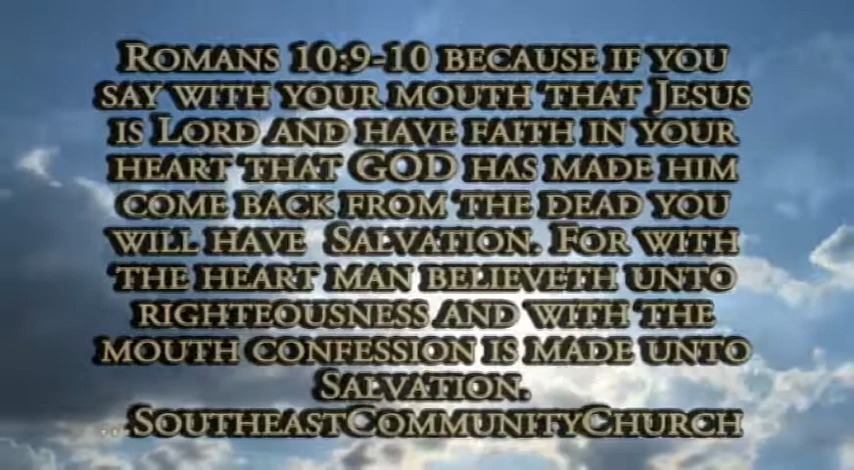 Romans 10:9-10 because if you
say with your mouth that Jesus
is Lord and have faith in your
heart that GOD has made him
come back from the dead you
will have Salvation. For with
the heart man believeth unto
righteousness and with the
mouth confession is made unto
Salvation.
...SoutheastCommunityChurch